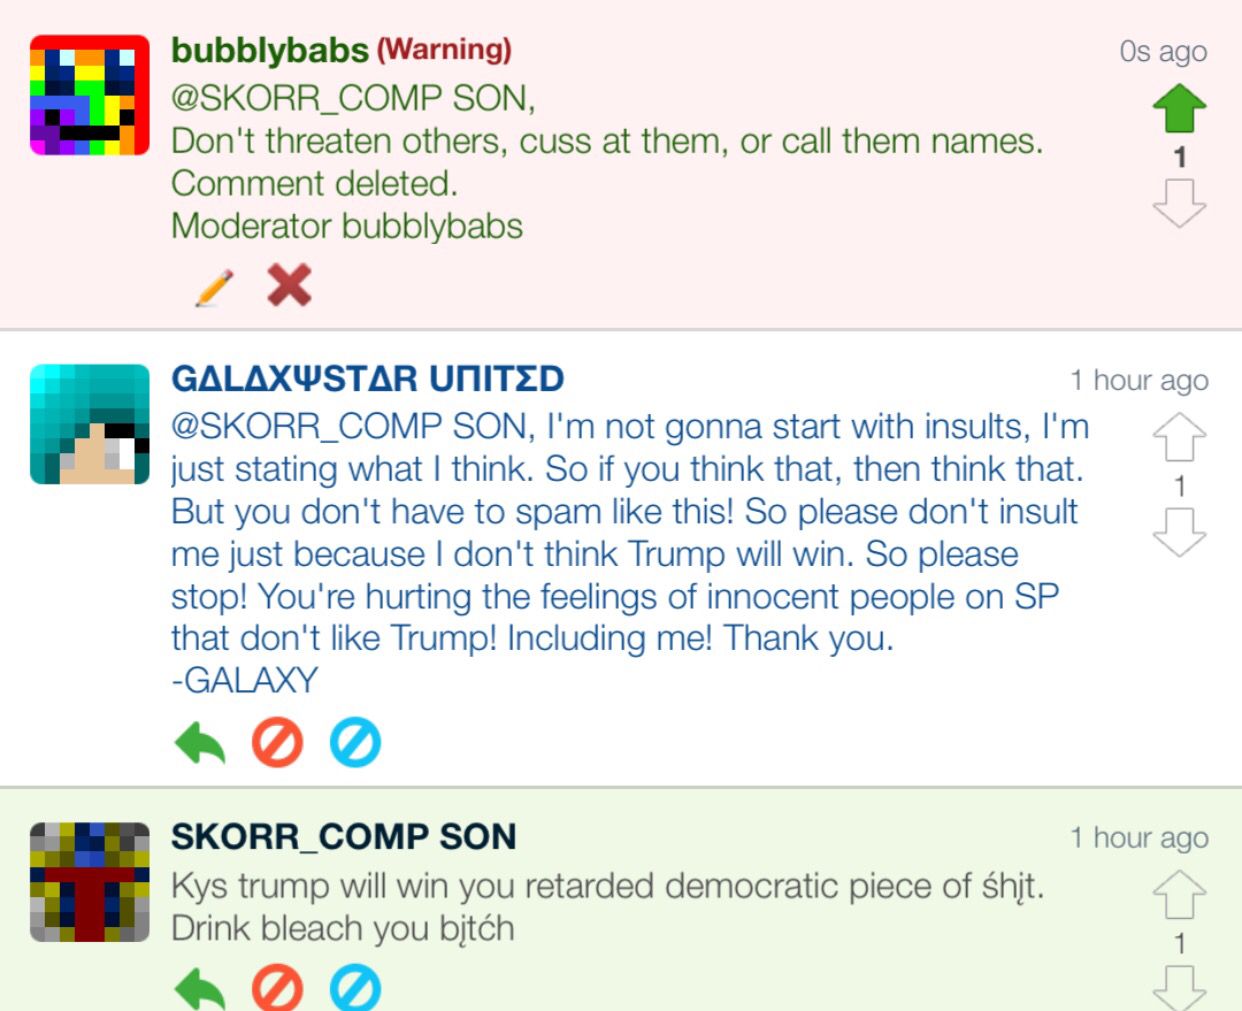 bubblybabs (Warning) 0s ago
@SKORR_COMP SON,
Don't threaten others, cuss at them, or call them names.
1
Comment deleted.
Moderator bubblybabs
GΔLΔXΨSTΔR UПITΣD 1 hour ago
@SKORR_COMP SON, I'm not gonna start with insults, I'm
just stating what I think. So if you think that, then think that.
1
But you don't have to spam like this! So please don't insult
me just because I don't think Trump will win. So please
stop! You're hurting the feelings of innocent people on SP
that don't like Trump! Including me! Thank you.
-GALAXY
SKORR_COMP SON 1 hour ago
Kys trump will win you retarded democratic piece of śhįt.
Drink bleach you bįtćh
1